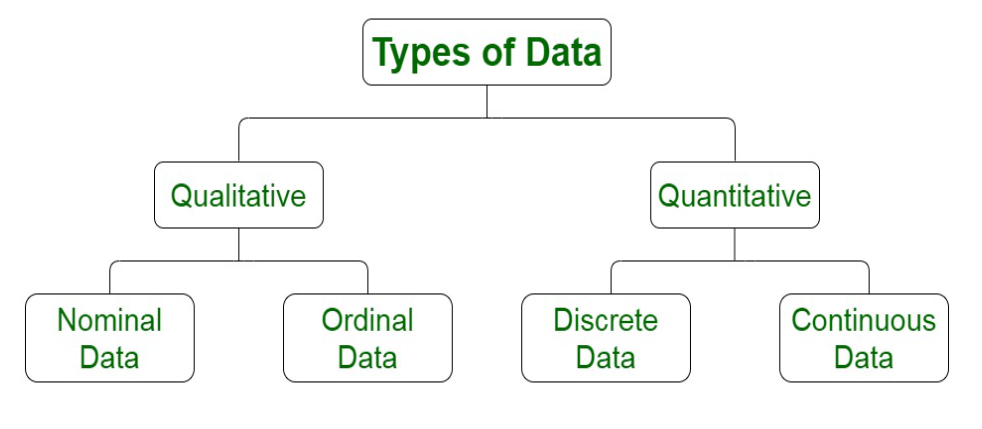 Types of Data
Qualitative
Quantitative
Nominal
Data
Ordinal
Data
Discrete
Data
Continuous
Data